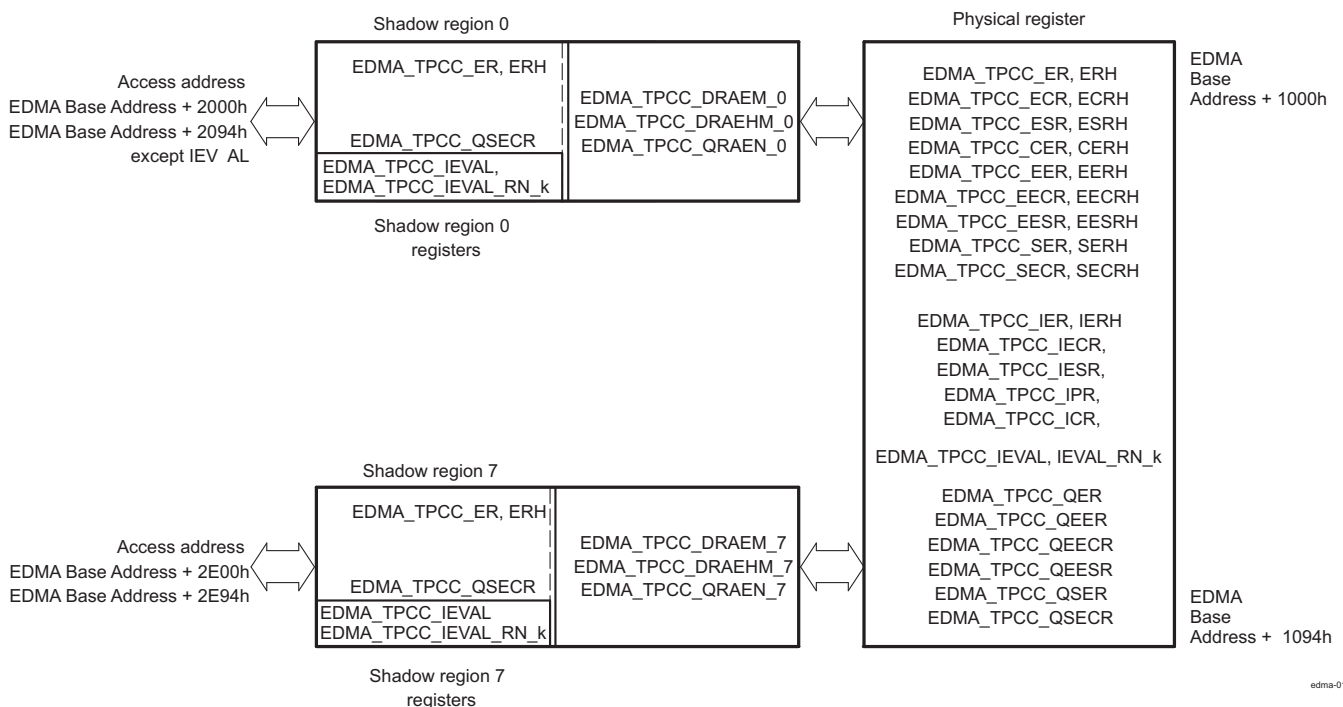 Shadow region 0
Access address
EDMA Base Address + 2000h
EDMA Base Address + 2094h
except IEV AL
EDMA_TPCC_ER, ERH
EDMA_TPCC_QSECR
EDMA_TPCC_IEVAL,
EDMA_TPCC_IEVAL_RN_k
EDMA_TPCC_DRAEM_0
EDMA_TPCC_DRAEHM_0
EDMA_TPCC_QRAEN_0
Shadow region 0
registers
Shadow region 7
Access address
EDMA Base Address + 2E00h
EDMA Base Address + 2E94h
EDMA_TPCC_ER, ERH
EDMA_TPCC_QSECR
EDMA_TPCC_IEVAL
EDMA_TPCC_IEVAL_RN_k
EDMA_TPCC_DRAEM_7
EDMA_TPCC_DRAEHM_7
EDMA_TPCC_QRAEN_7
Shadow region 7
registers
Physical register
EDMA_TPCC_ER, ERH
EDMA_TPCC_ECR, ECRH
EDMA_TPCC_ESR, ESRH
EDMA_TPCC_CER, CERH
EDMA_TPCC_EER, EERH
EDMA_TPCC_EECR, EECRH
EDMA_TPCC_EESR, EESRH
EDMA_TPCC_SER, SERH
EDMA_TPCC_SECR, SECRH
EDMA_TPCC_IER, IERH
EDMA_TPCC_IECR,
EDMA_TPCC_IESR,
EDMA_TPCC_IPR,
EDMA_TPCC_ICR,
EDMA_TPCC_IEVAL, IEVAL_RN_k
EDMA_TPCC_QER
EDMA_TPCC_QEER
EDMA_TPCC_QEECR
EDMA_TPCC_QEESR
EDMA_TPCC_QSER
EDMA_TPCC_QSECR
EDMA
Base
Address + 1000h
EDMA
Base
Address + 1094h